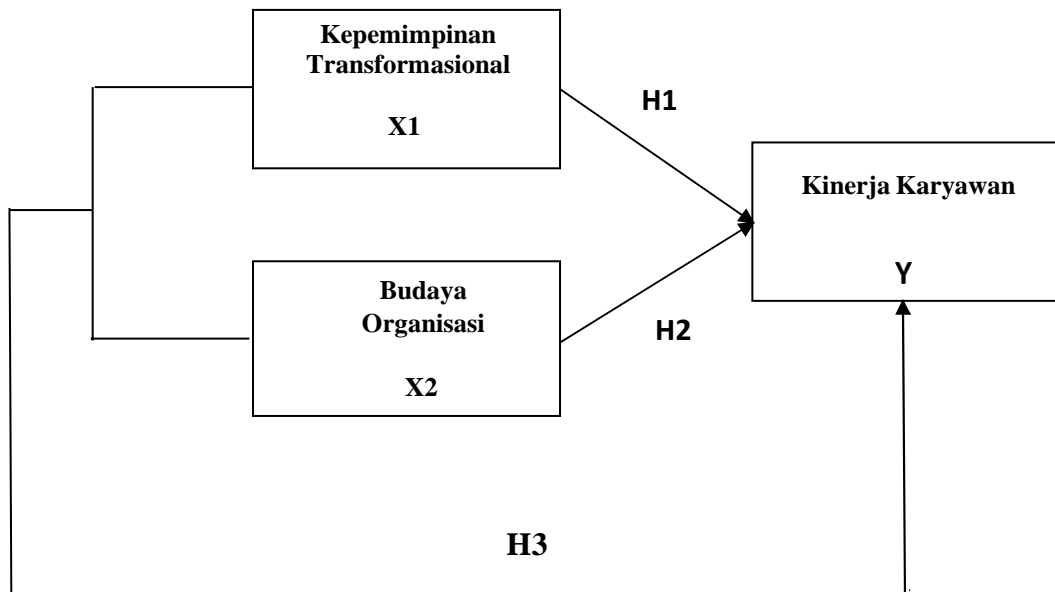 Kepemimpinan
Transformasional
X1
H1
Kinerja Karyawan
Y
Budaya
Organisasi
X2
H2
H3